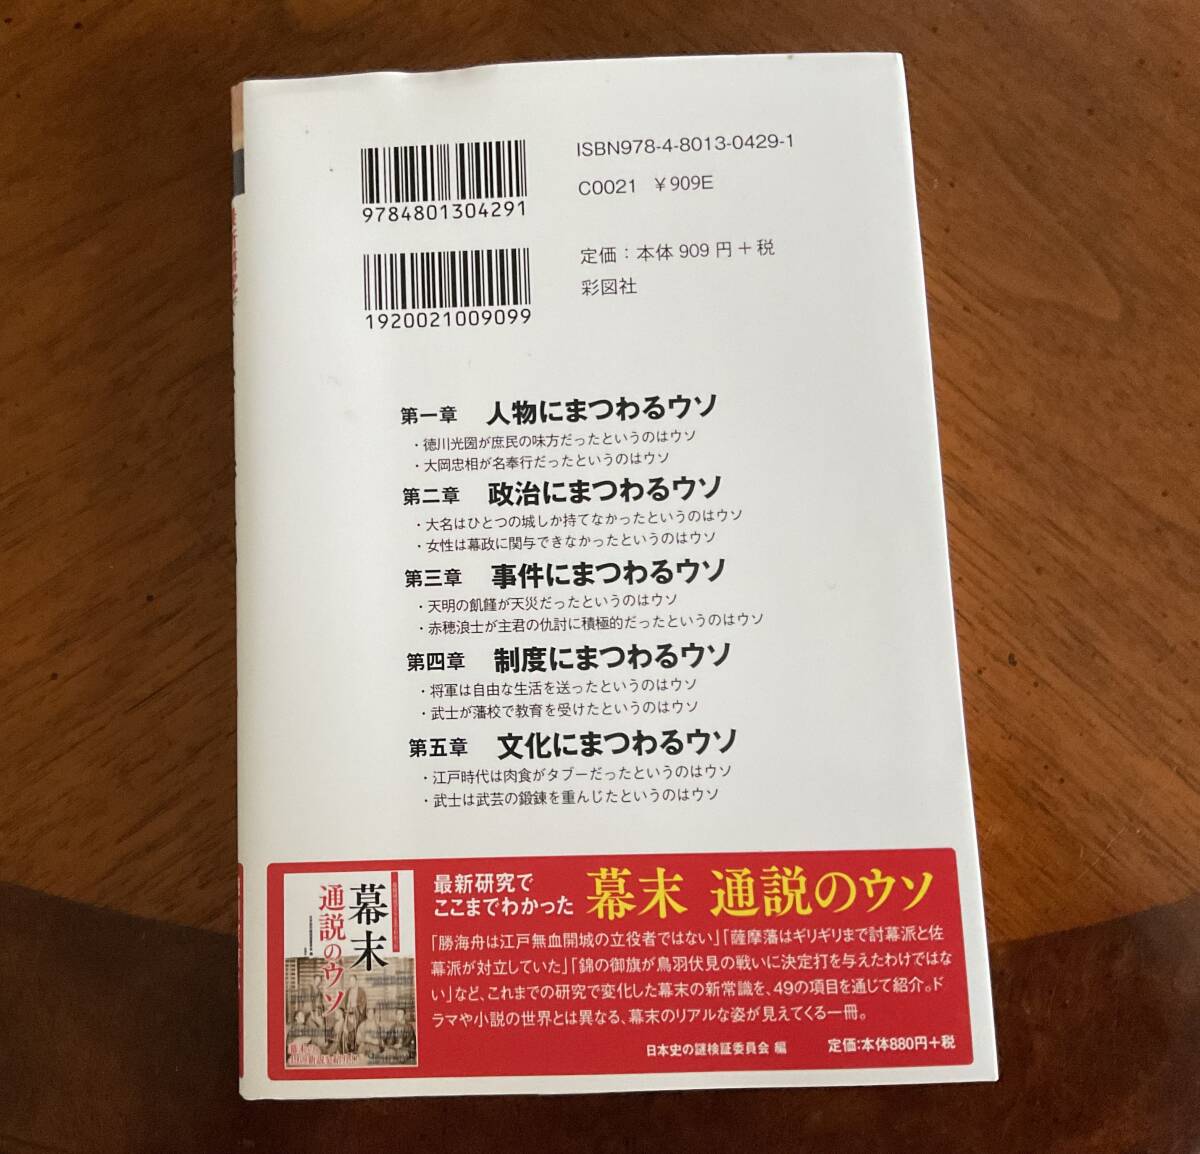 ISBN978-4-8013-0429-1
9784801304291
C0021 ¥909E
定価：本体 909 円＋税
彩図社
1920021009099
第一章 人物にまつわるウソ
・徳川光圀が庶民の味方だったというのはウソ
・大岡忠相が名奉行だったというのはウソ
第二章 政治にまつわるウソ
・大名はひとつの城しか持てなかったというのはウソ
・女性は幕政に関与できなかったというのはウソ
第三章 事件にまつわるウソ
・天明の飢饉が天災だったというのはウソ
・赤穂浪士が主君の仇討に積極的だったというのはウソ
第四章 制度にまつわるウソ
・将軍は自由な生活を送ったというのはウソ
・武士が藩校で教育を受けたというのはウソ
第五章 文化にまつわるウソ
・江戸時代は肉食がタブーだったというのはウソ
・武士は武芸の鍛錬を重んじたというのはウソ
幕末
通説のウソ
最新研究で
ここまでわかった
幕末 通説のウソ
「勝海舟は江戸無血開城の立役者ではない」「薩摩藩はギリギリまで討幕派と佐
幕派が対立していた」「錦の御旗が鳥羽伏見の戦いに決定打を与えたわけではな
い」など、これまでの研究で変化した幕末の新常識を、49の項目を通じて紹介。ド
ラマや小説の世界とは異なる、幕末のリアルな姿が見えてくる一冊。
日本史の謎検証委員会 編 定価：本体880円＋税